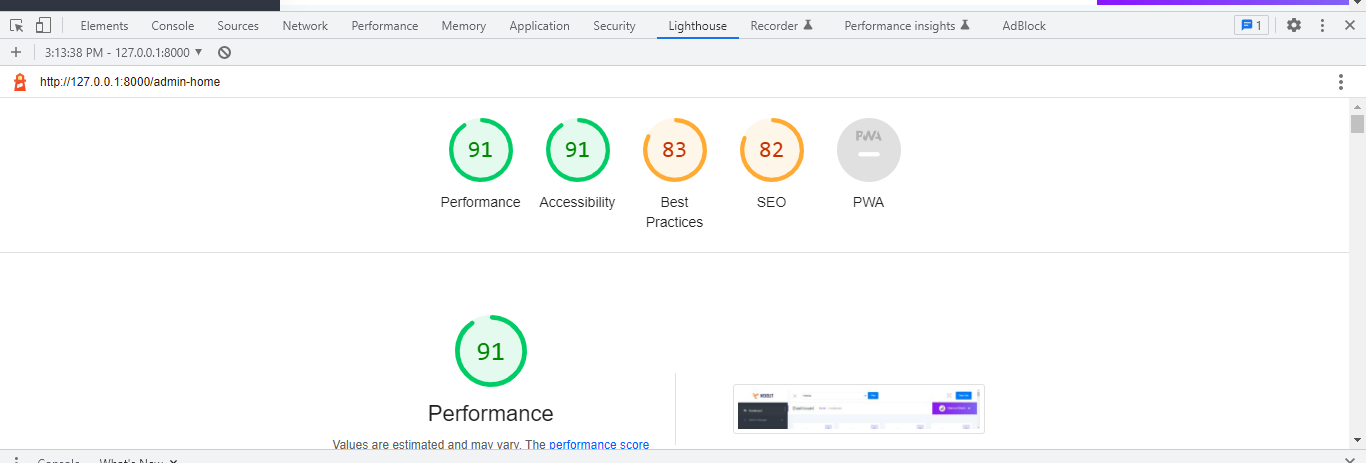 Elements Console Sources Network Performance Memory Application Security Lighthouse Recorder Performance insights AdBlock 1
3:13:38 PM - 127.0.0.1:8000
http://127.0.0.1:8000/admin-home
91 91 83 82 PWA
Performance Accessibility Best Practices SEO PWA
91
Performance
Values are estimated and may vary. The performance score
Console What's New